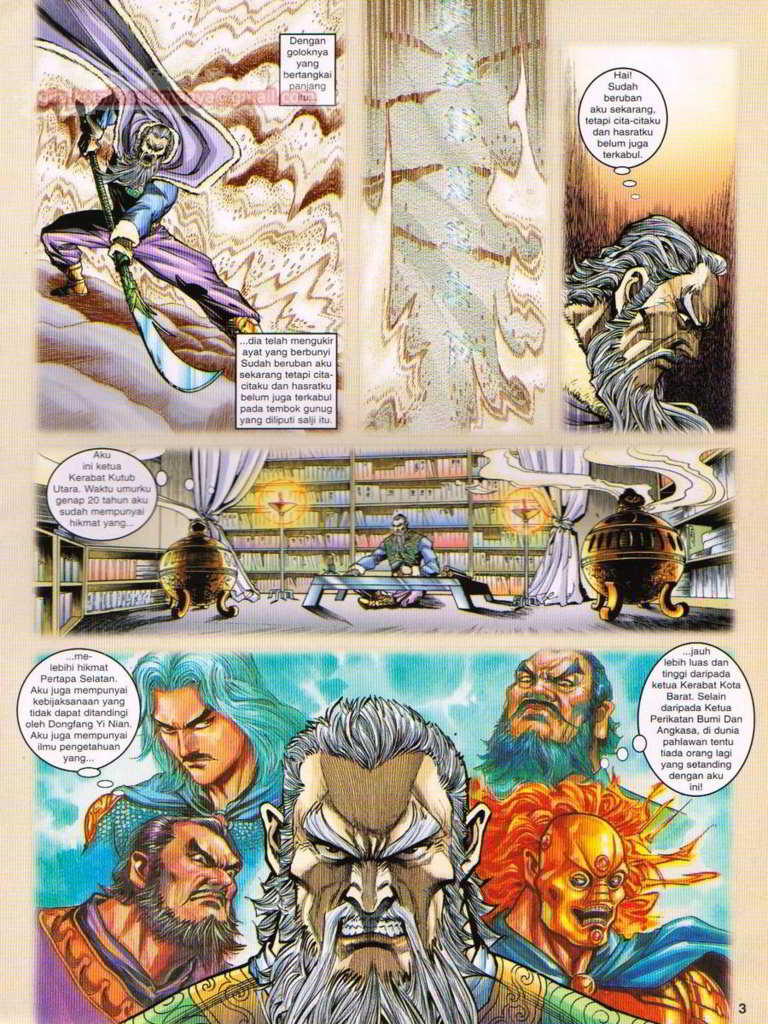 Dengan
goloknya
yang
bertangkai
panjang
itu...
...dia telah mengukir
ayat yang berbunyi
Sudah beruban aku
sekarang tetapi cita-
citaku dan hasratku
belum juga terkabul
pada tembok gunug
yang diliputi salji itu.
Hai!
Sudah
beruban
aku sekarang,
tetapi cita-citaku
dan hasratku
belum juga
terkabul.
Aku
ini ketua
Kerabat Kutub
Utara. Waktu umurku
genap 20 tahun aku
sudah mempunyai
hikmat yang...
...me-
lebihi hikmat
Pertapa Selatan.
Aku juga mempunyai
kebijaksanaan yang
tidak dapat ditandingi
oleh Dongfang Yi Nian.
Aku juga mempunyai
ilmu pengetahuan
yang...
...jauh
lebih luas dan
tinggi daripada
ketua Kerabat Kota
Barat. Selain
daripada Ketua
Perikatan Bumi Dan
Angkasa, di dunia
pahlawan tentu
tiada orang lagi
yang setanding
dengan aku
ini!
3